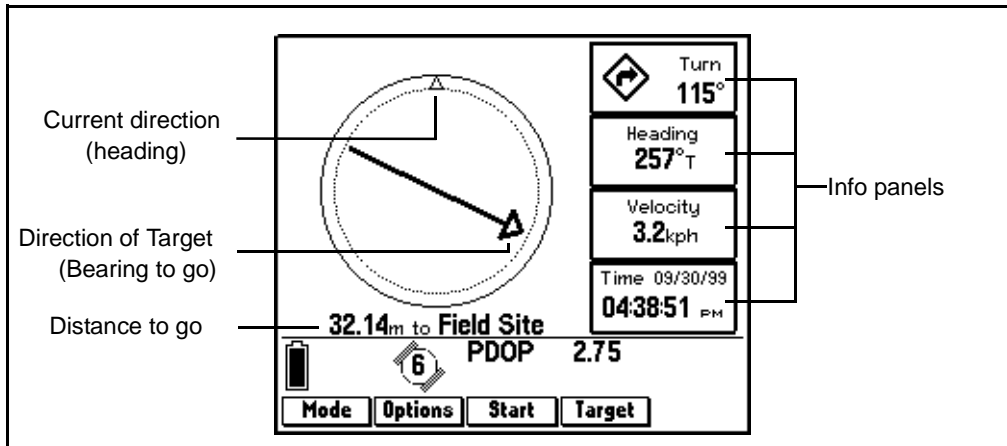 Current direction
(heading)
Direction of Target
(Bearing to go)
Distance to go
Turn
115°
Heading
257°T
Velocity
3.2kph
Time 09/30/99
04:38:51 PM
Info panels
32.14m to Field Site
6
PDOP 2.75
Mode Options Start Target